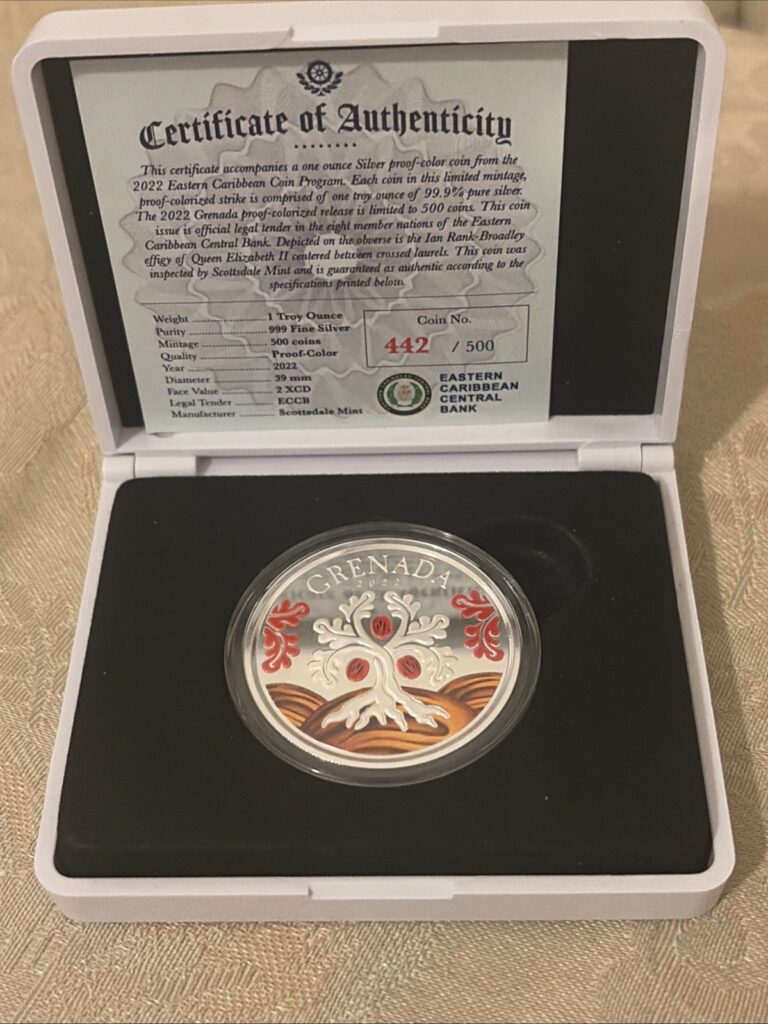 Certificate of Authenticity
This certificate accompanies a one ounce Silver proof-color coin from the
2022 Eastern Caribbean Coin Program. Each coin in this limited mintage,
proof-colorized strike is comprised of one troy ounce of 99.9% pure silver.
The 2022 Grenada proof-colorized release is limited to 500 coins. This coin
issue is official legal tender in the eight member nations of the Eastern
Caribbean Central Bank. Depicted on the obverse is the Ian Rank-Broadley
effigy of Queen Elizabeth II centered between crossed laurels. This coin was
inspected by Scottsdale Mint and is guaranteed as authentic according to the
specifications printed below.
Weight ........................ 1 Troy Ounce
Purity ........................ 999 Fine Silver
Mintage ..................... 500 coins
Quality ...................... Proof-Color
Year ........................... 2022
Diameter ................... 39 mm
Face Value ................ 2 XCD
Legal Tender ............ ECCB
Manufacturer ........... Scottsdale Mint
Coin No.
442 / 500
EASTERN
CARIBBEAN
CENTRAL
BANK
GRENADA
2022